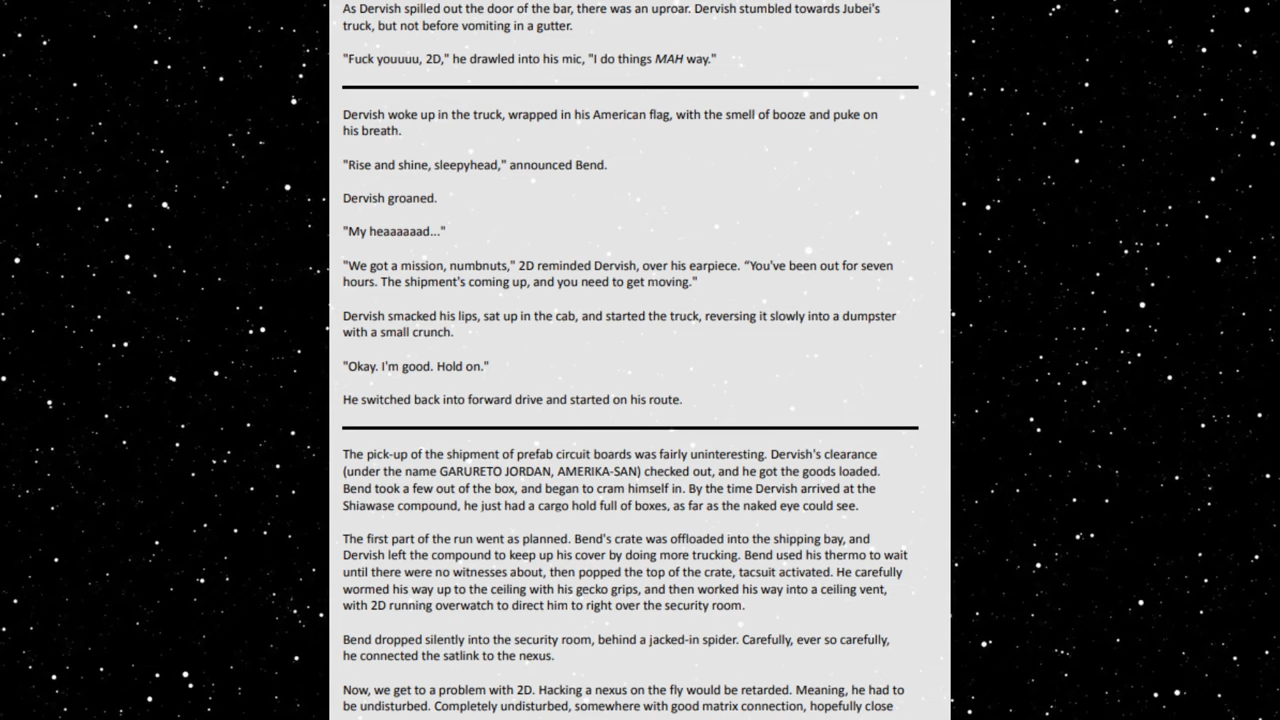 As Dervish spilled out the door of the bar, there was an uproar. Dervish stumbled towards Jubei's
truck, but not before vomiting in a gutter.
"Fuck youuuu, 2D," he drawled into his mic, "I do things MAH way."
Dervish woke up in the truck, wrapped in his American flag, with the smell of booze and puke on
his breath.
"Rise and shine, sleepyhead," announced Bend.
Dervish groaned.
"My heaaaaaad..."
"We got a mission, numbnuts," 2D reminded Dervish, over his earpiece. “You've been out for seven
hours. The shipment's coming up, and you need to get moving."
Dervish smacked his lips, sat up in the cab, and started the truck, reversing it slowly into a dumpster
with a small crunch.
"Okay. I'm good. Hold on."
He switched back into forward drive and started on his route.
The pick-up of the shipment of prefab circuit boards was fairly uninteresting. Dervish's clearance
(under the name GARURETO JORDAN, AMERIKA-SAN) checked out, and he got the goods loaded.
Bend took a few out of the box, and began to cram himself in. By the time Dervish arrived at the
Shiawase compound, he just had a cargo hold full of boxes, as far as the naked eye could see.
The first part of the run went as planned. Bend's crate was offloaded into the shipping bay, and
Dervish left the compound to keep up his cover by doing more trucking. Bend used his thermo to wait
until there were no witnesses about, then popped the top of the crate, tacsuit activated. He carefully
wormed his way up to the ceiling with his gecko grips, and then worked his way into a ceiling vent,
with 2D running overwatch to direct him to right over the security room.
Bend dropped silently into the security room, behind a jacked-in spider. Carefully, ever so carefully,
he connected the satlink to the nexus.
Now, we get to a problem with 2D. Hacking a nexus on the fly would be retarded. Meaning, he had to
be undisturbed. Completely undisturbed, somewhere with good matrix connection, hopefully close